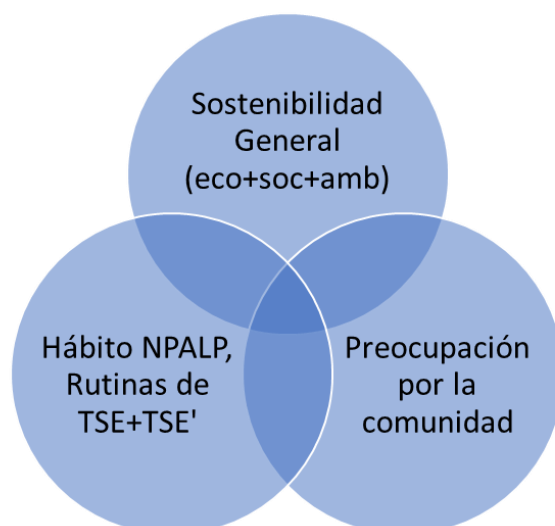 Sostenibilidad
General
(eco+soc+amb)
Hábito NPALP,
Rutinas de
TSE+TSE'
Preocupación
por la
comunidad